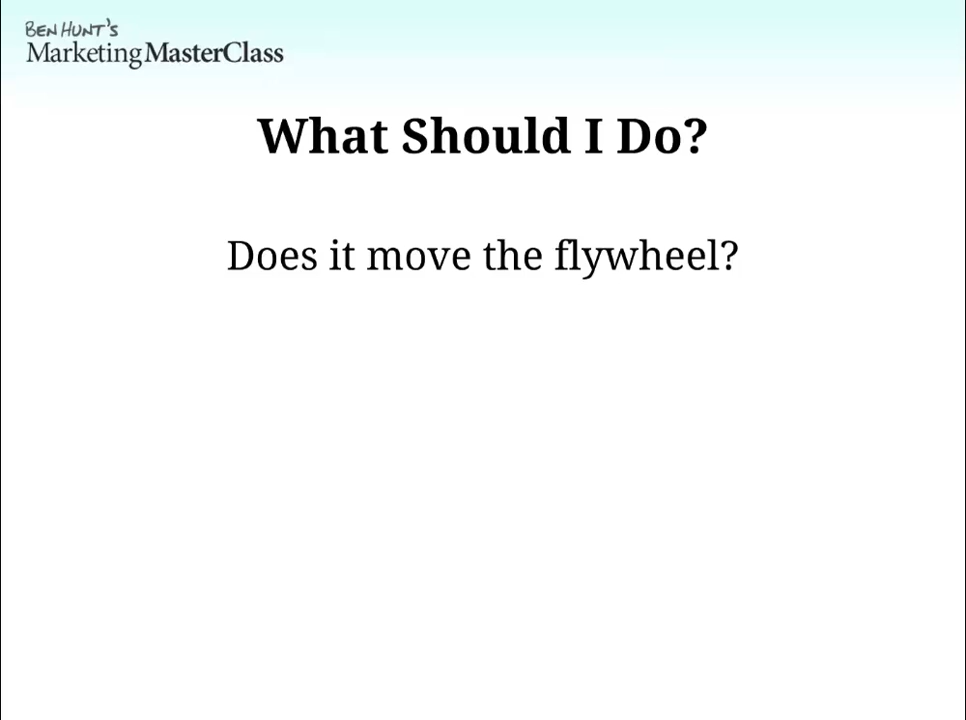 BEN HUNT'S
Marketing MasterClass
What Should I Do?
Does it move the flywheel?